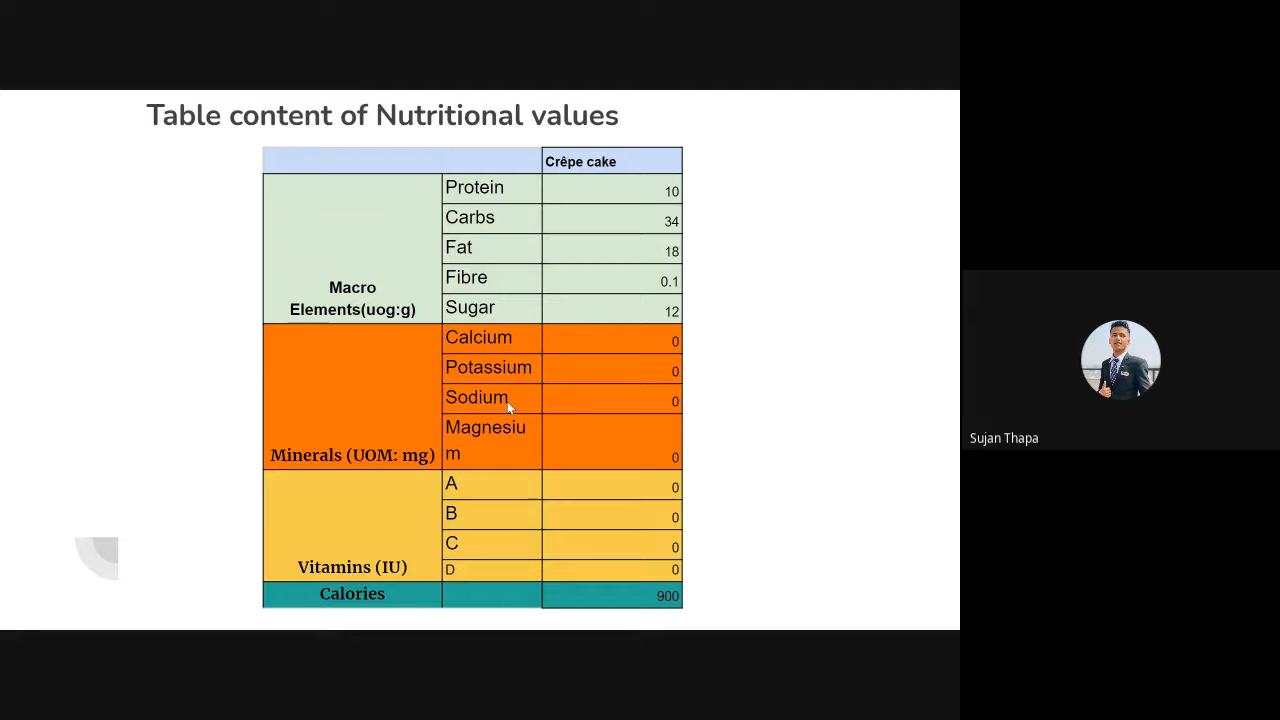 Table content of Nutritional values
Crêpe cake
Protein 10
Carbs 34
Fat 18
Fibre 0.1
Macro
Elements(uog:g)
Sugar 12
Calcium 0
Potassium 0
Sodium 0
Magnesiu
Minerals (UOM: mg) m 0
A 0
B 0
C 0
Vitamins (IU) D 0
Calories 900
Sujan Thapa